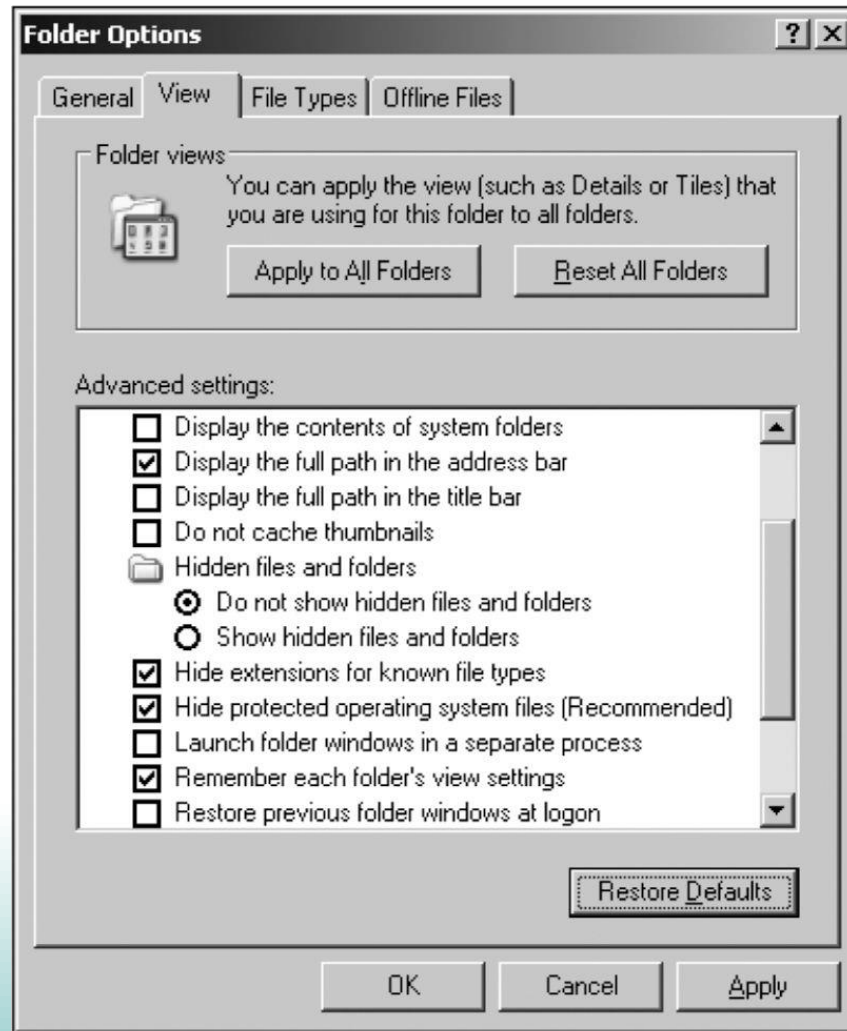 Folder Options
General
View
File Types
Offline Files
Folder views
You can apply the view (such as Details or Tiles) that
you are using for this folder to all folders.
Apply to All Folders
Reset All Folders
Advanced settings:
Display the contents of system folders
Display the full path in the address bar
Display the full path in the title bar
Do not cache thumbnails
Hidden files and folders
Do not show hidden files and folders
Show hidden files and folders
Hide extensions for known file types
Hide protected operating system files (Recommended)
Launch folder windows in a separate process
Remember each folder's view settings
Restore previous folder windows at logon
Restore Defaults
OK
Cancel
Apply